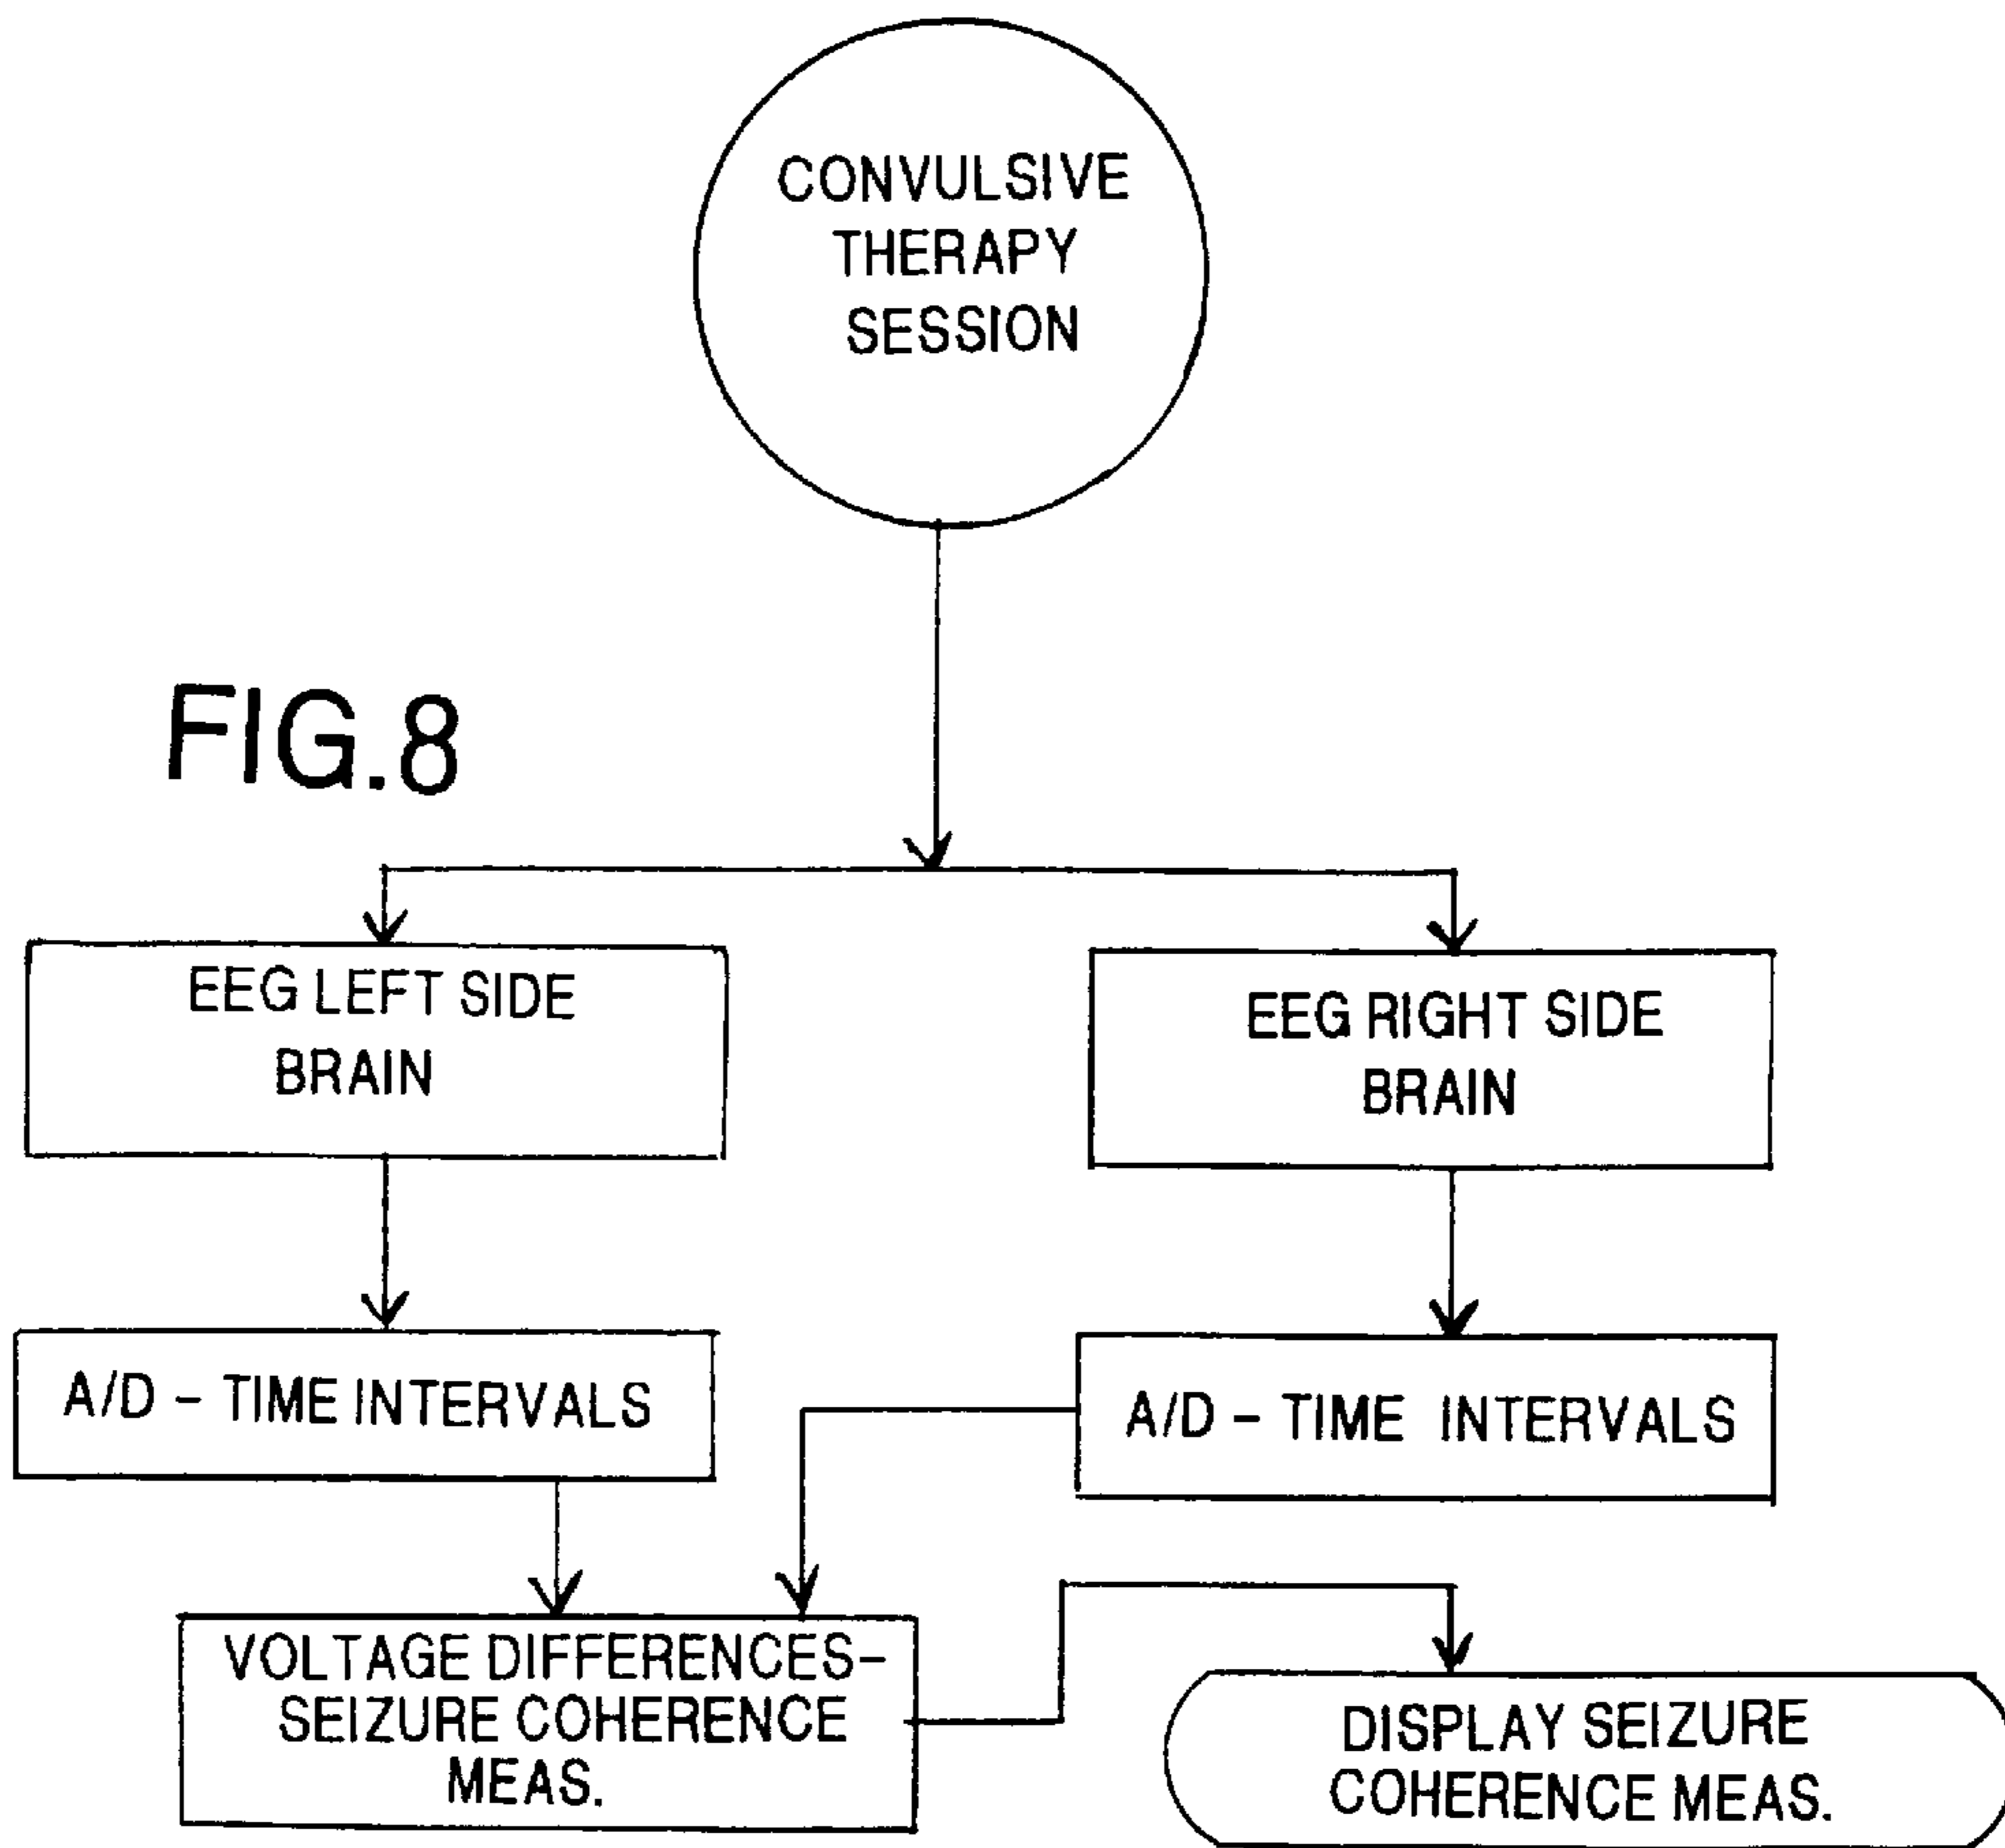 CONVULSIVE
THERAPY
SESSION
FIG.8
EEG LEFT SIDE
BRAIN
EEG RIGHT SIDE
BRAIN
A/D - TIME INTERVALS
A/D - TIME INTERVALS
VOLTAGE DIFFERENCES-
SEIZURE COHERENCE
MEAS.
DISPLAY SEIZURE
COHERENCE MEAS.